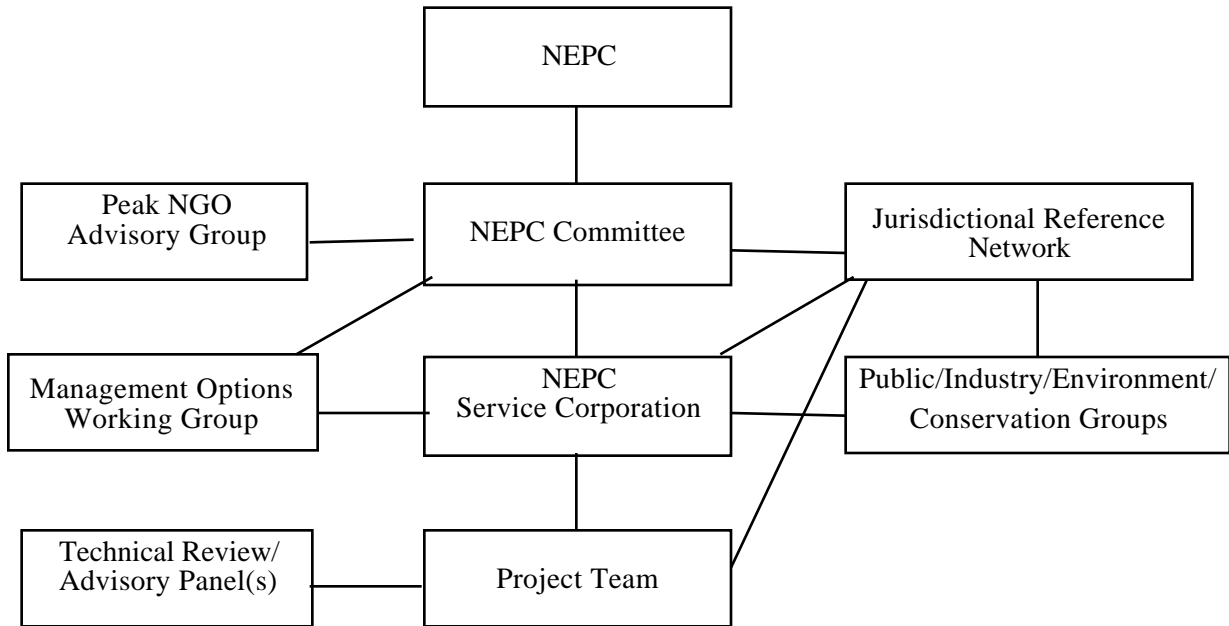 NEPC
Peak NGO
Advisory Group
NEPC Committee
Jurisdictional Reference
Network
Management Options
Working Group
NEPC
Service Corporation
Public/Industry/Environment/
Conservation Groups
Technical Review/
Advisory Panel(s)
Project Team